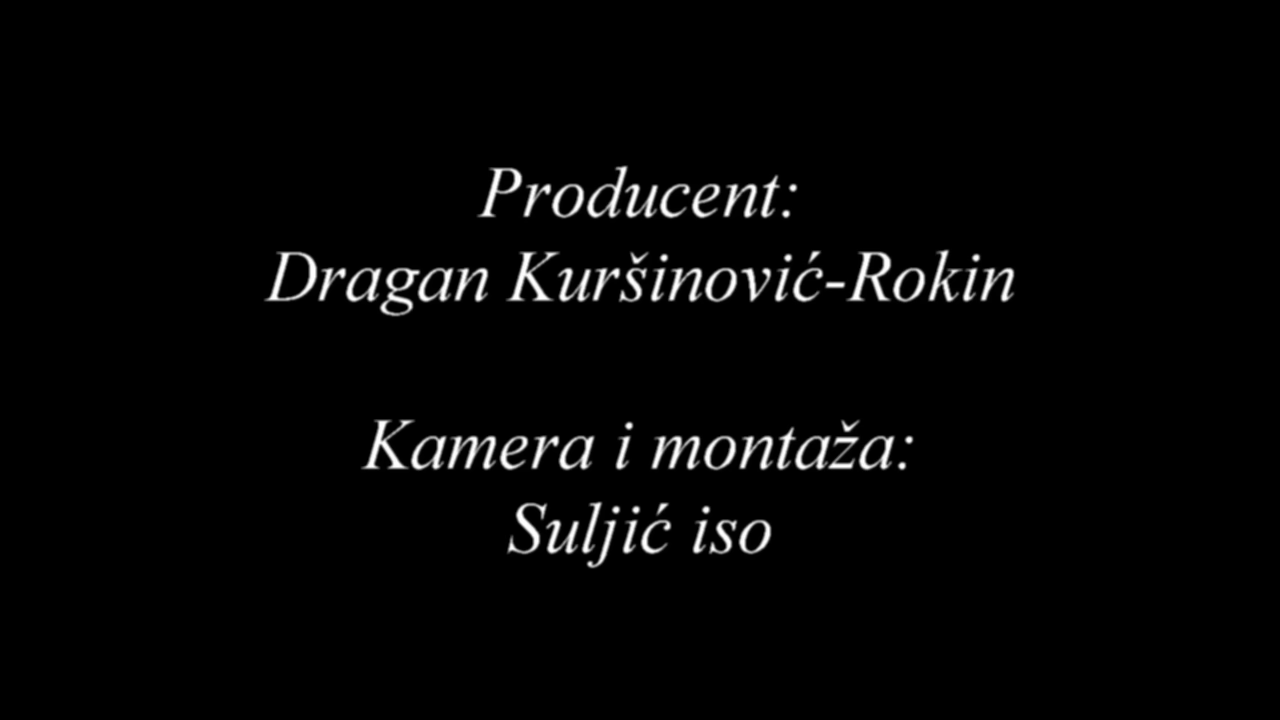 Producent:
Dragan Kuršinović-Rokin
Kamera i montaža:
Suljić iso